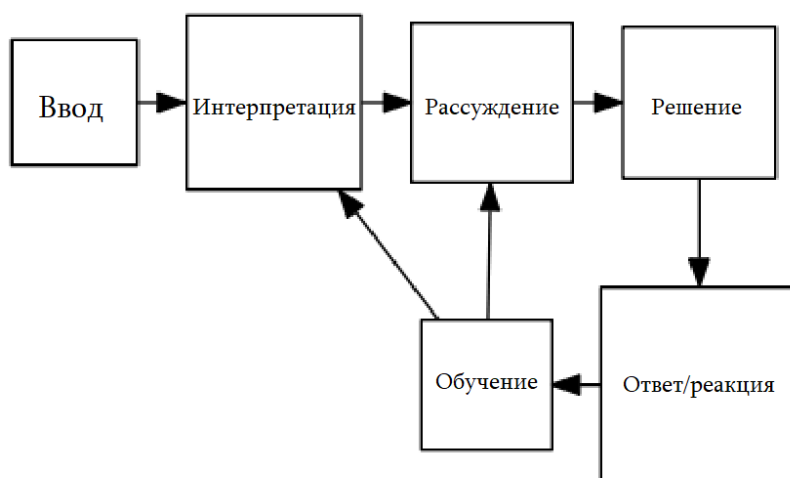 Ввод
Интерпретация
Рассуждение
Решение
Обучение
Ответ/реакция